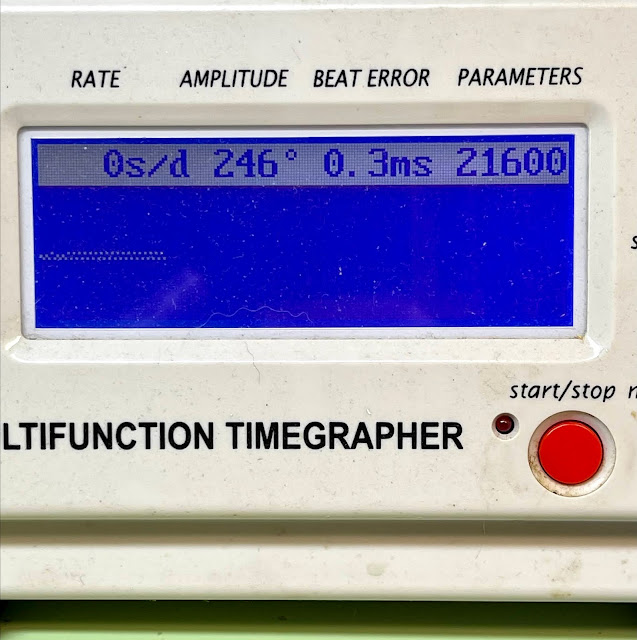 RATE AMPLITUDE BEAT ERROR PARAMETERS
0s/d 246° 0.3ms 21600
start/stop
LTIFUNCTION TIMEGRAPHER